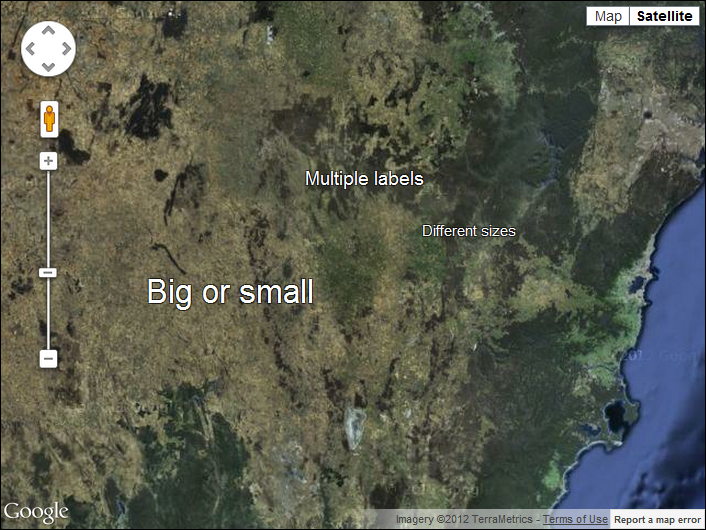 Map Satellite
Multiple labels
Different sizes
Big or small
Google
Imagery ©2012 TerraMetrics - Terms of Use Report a map error